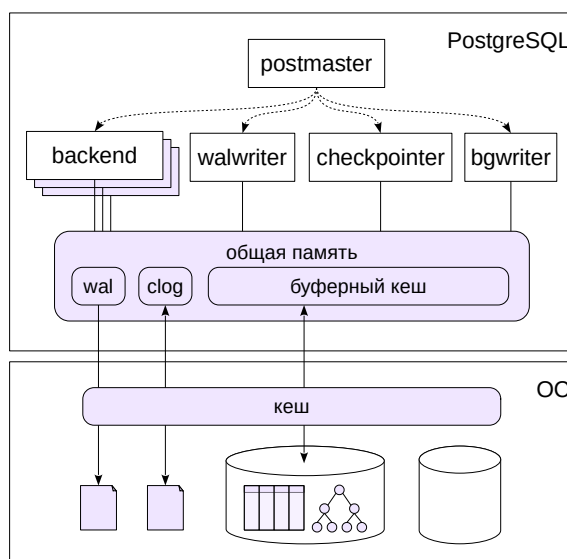 PostgreSQL
postmaster
backend
walwriter
checkpointer
bgwriter
общая память
wal
clog
буферный кеш
ОС
кеш